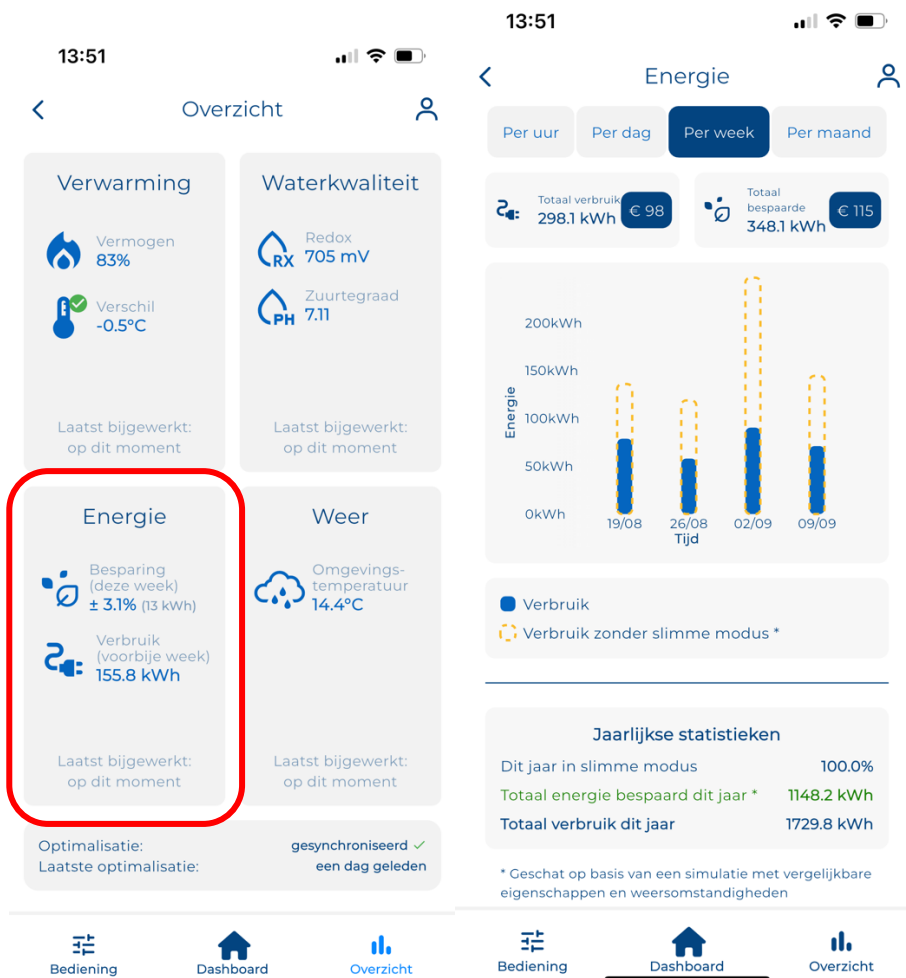 13:51
Overzicht
Verwarming
Vermogen
83%
Verschil
-0.5°C
Laatst bijgewerkt:
op dit moment
Waterkwaliteit
Redox
RX
705 mV
Zuurtegraad
PH
7.11
Laatst bijgewerkt:
op dit moment
Energie
Besparing
(deze week)
± 3.1% (13 kWh)
Verbruik
(voorbije week)
155.8 kWh
Laatst bijgewerkt:
op dit moment
Weer
Omgevings-
temperatuur
14.4°C
Laatst bijgewerkt:
op dit moment
Optimalisatie: gesynchroniseerd ✓
Laatste optimalisatie: een dag geleden
Bediening Dashboard Overzicht
13:51
Energie
Per uur Per dag Per week Per maand
Totaal verbruik
298.1 kWh
€ 98
Totaal
bespaarde
348.1 kWh
€ 115
Energie
200kWh
150kWh
100kWh
50kWh
0kWh
19/08 26/08 02/09 09/09
Tijd
Verbruik
Verbruik zonder slimme modus *
Jaarlijkse statistieken
Dit jaar in slimme modus 100.0%
Totaal energie bespaard dit jaar * 1148.2 kWh
Totaal verbruik dit jaar 1729.8 kWh
* Geschat op basis van een simulatie met vergelijkbare
eigenschappen en weersomstandigheden
Bediening Dashboard Overzicht